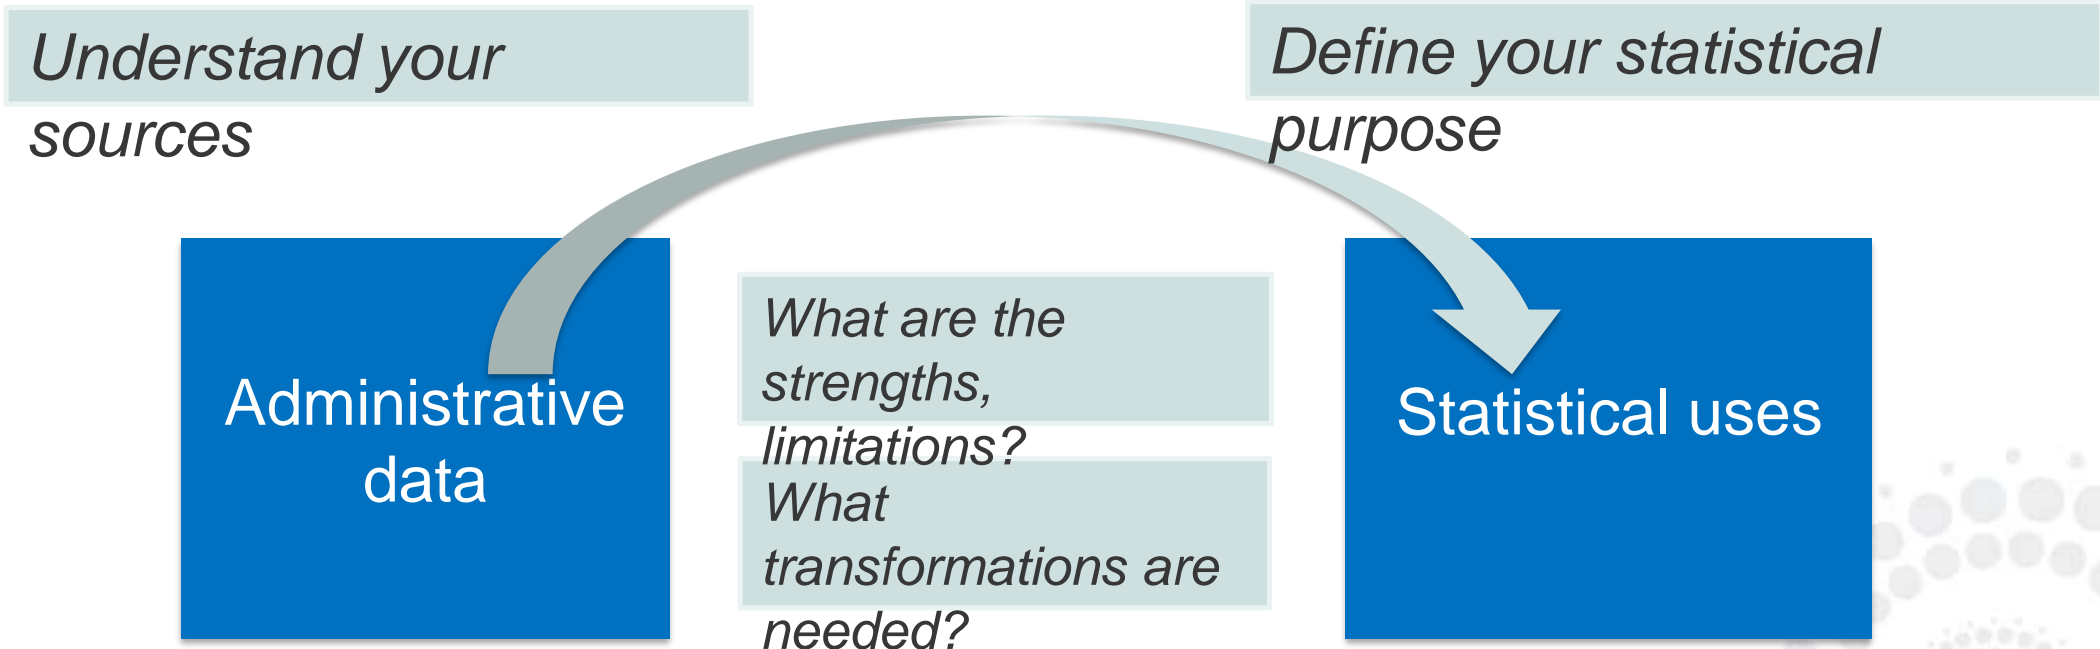 Understand your
sources
Define your statistical
purpose
Administrative
data
What are the
strengths,
limitations?
What
transformations are
needed?
Statistical uses